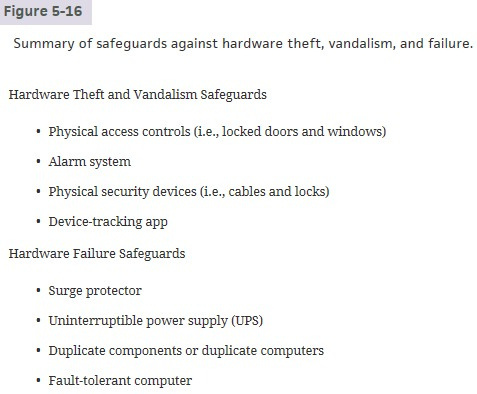 Figure 5-16
Summary of safeguards against hardware theft, vandalism, and failure.
Hardware Theft and Vandalism Safeguards
• Physical access controls (i.e., locked doors and windows)
• Alarm system
• Physical security devices (i.e., cables and locks)
• Device-tracking app
Hardware Failure Safeguards
• Surge protector
• Uninterruptible power supply (UPS)
• Duplicate components or duplicate computers
• Fault-tolerant computer